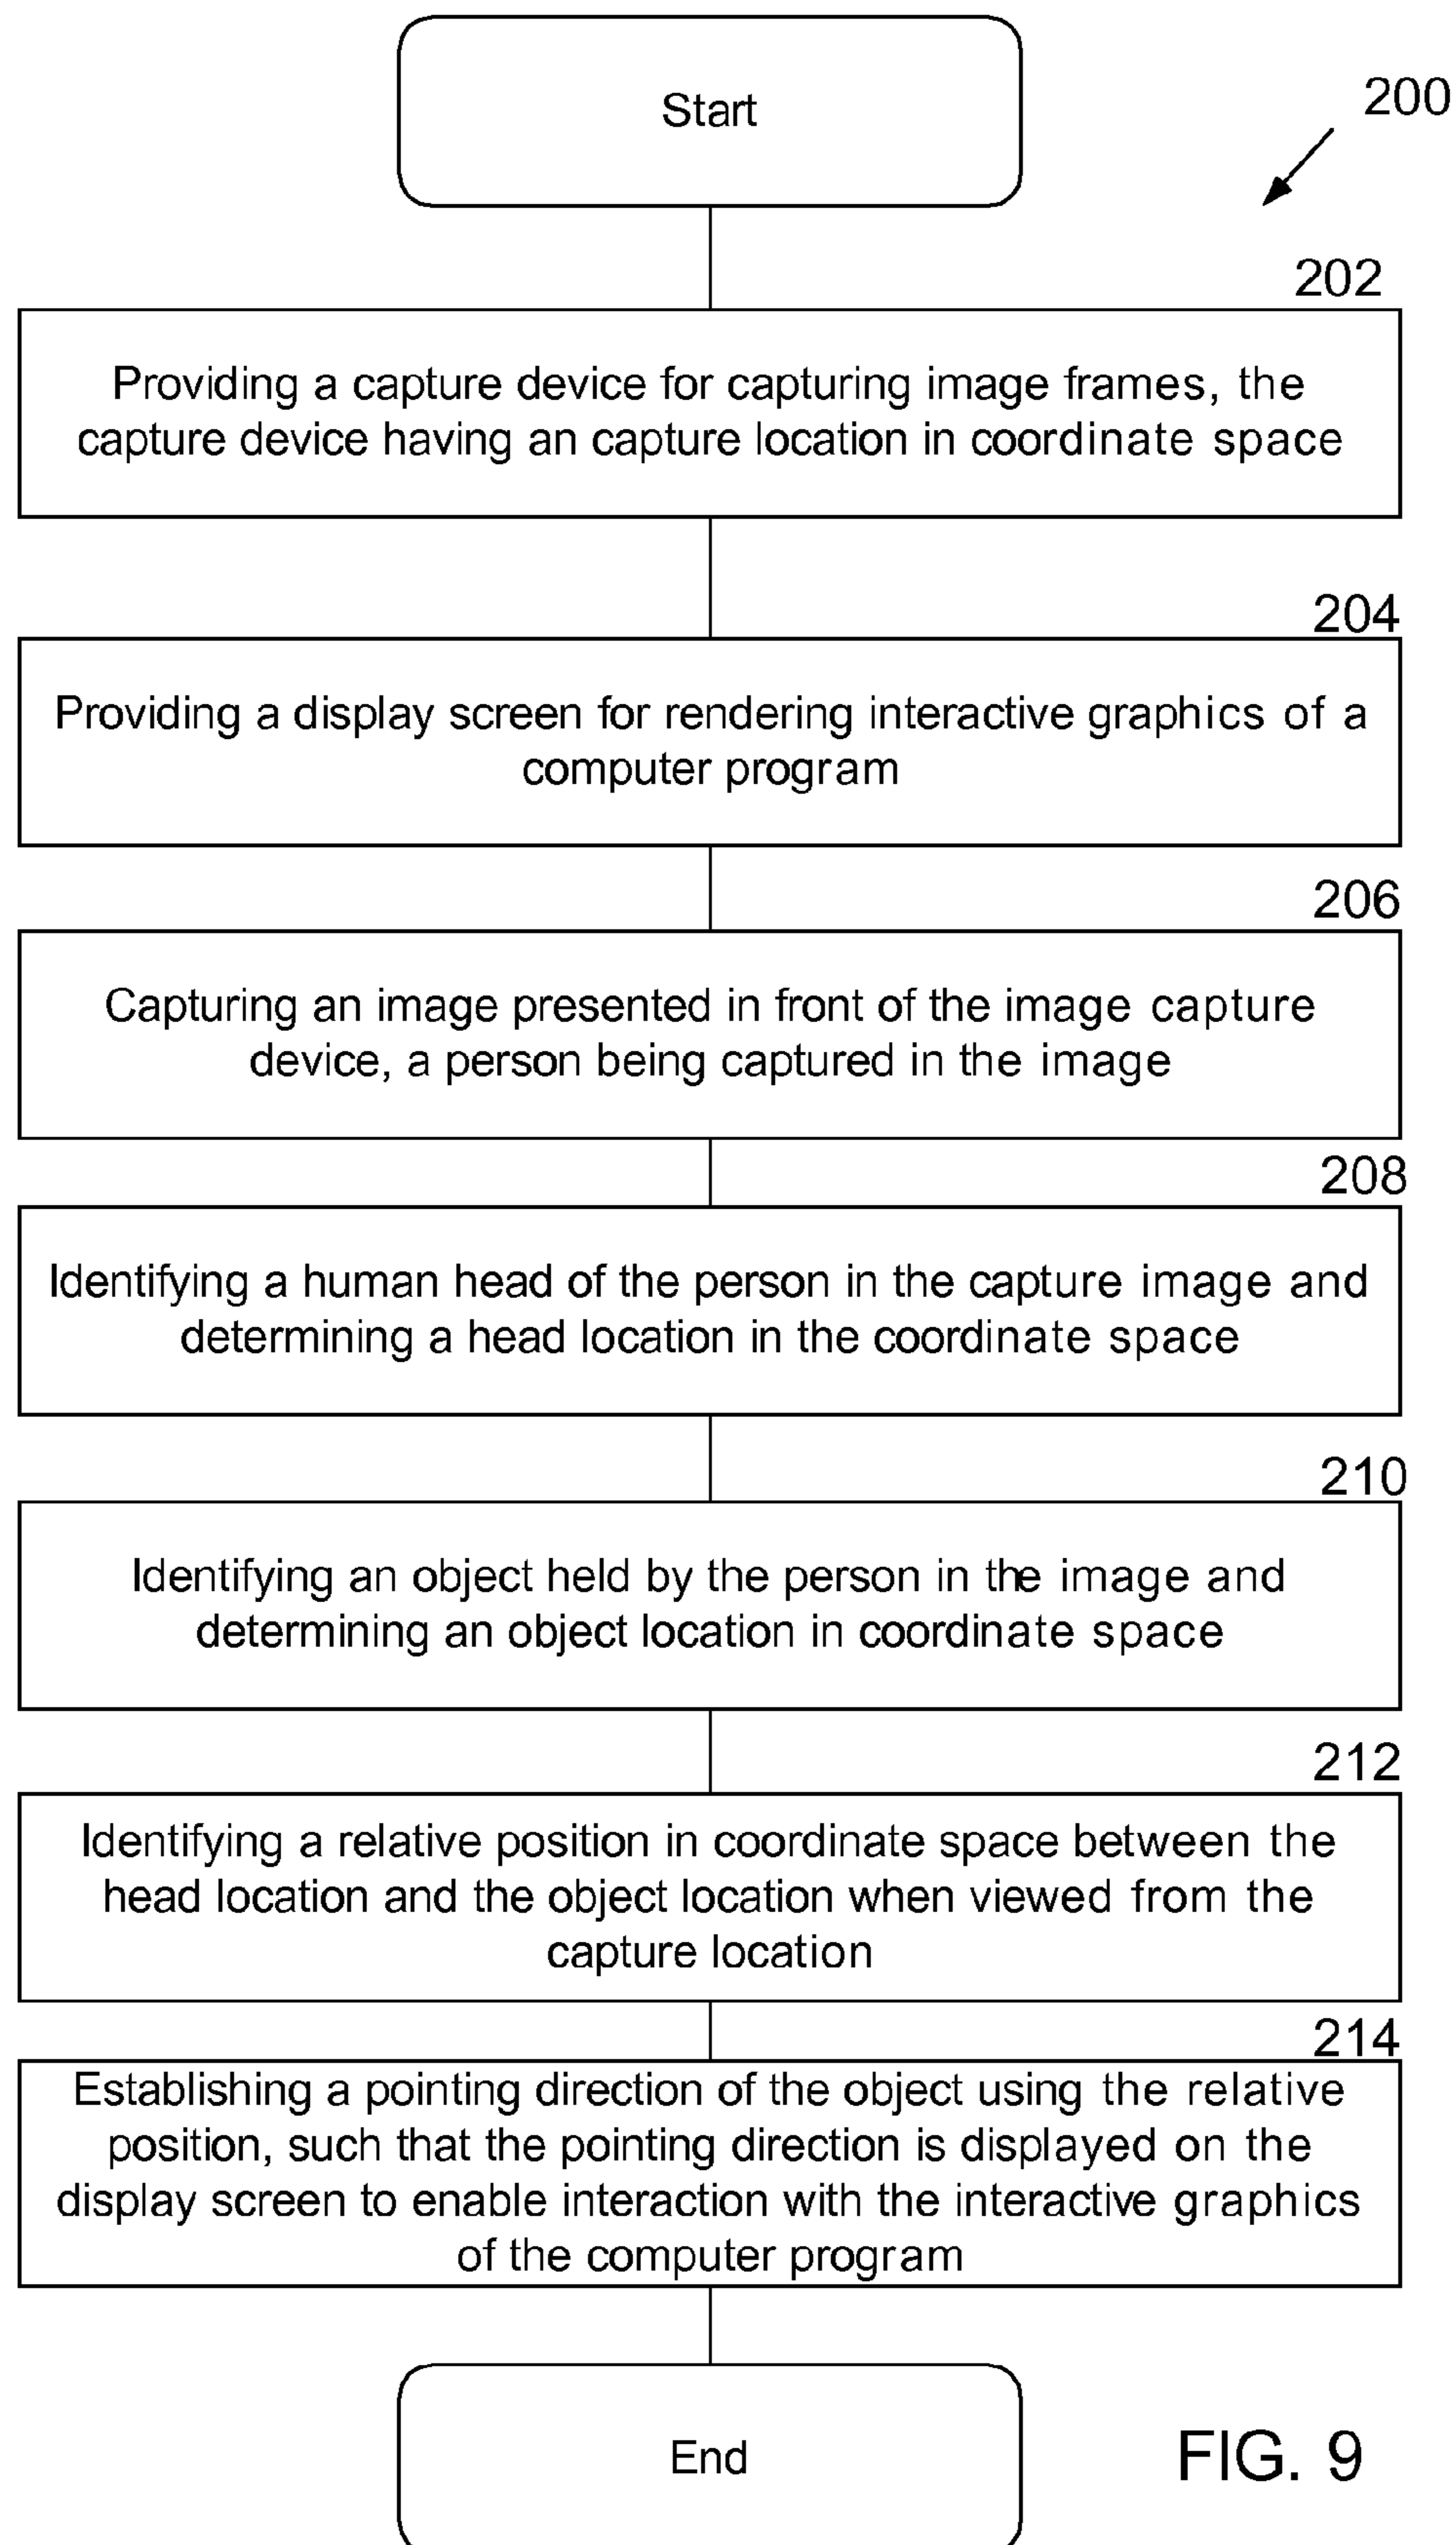 Start
200
202
Providing a capture device for capturing image frames, the
capture device having an capture location in coordinate space
204
Providing a display screen for rendering interactive graphics of a
computer program
206
Capturing an image presented in front of the image capture
device, a person being captured in the image
208
Identifying a human head of the person in the capture image and
determining a head location in the coordinate space
210
Identifying an object held by the person in the image and
determining an object location in coordinate space
212
Identifying a relative position in coordinate space between the
head location and the object location when viewed from the
capture location
214
Establishing a pointing direction of the object using the relative
position, such that the pointing direction is displayed on the
display screen to enable interaction with the interactive graphics
of the computer program
End
FIG. 9